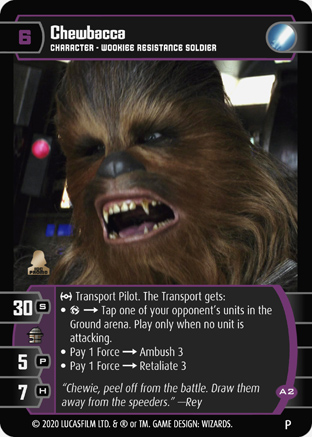 6
Chewbacca
CHARACTER - WOOKIEE RESISTANCE SOLDIER
30 S
Transport Pilot. The Transport gets:
• → Tap one of your opponent's units in the
Ground arena. Play only when no unit is
attacking.
5 P
• Pay 1 Force → Ambush 3
• Pay 1 Force → Retaliate 3
7 H
"Chewie, peel off from the battle. Draw them
away from the speeders." –Rey
A2
© 2020 LUCASFILM LTD. & ® or TM. GAME DESIGN: WIZARDS.
P